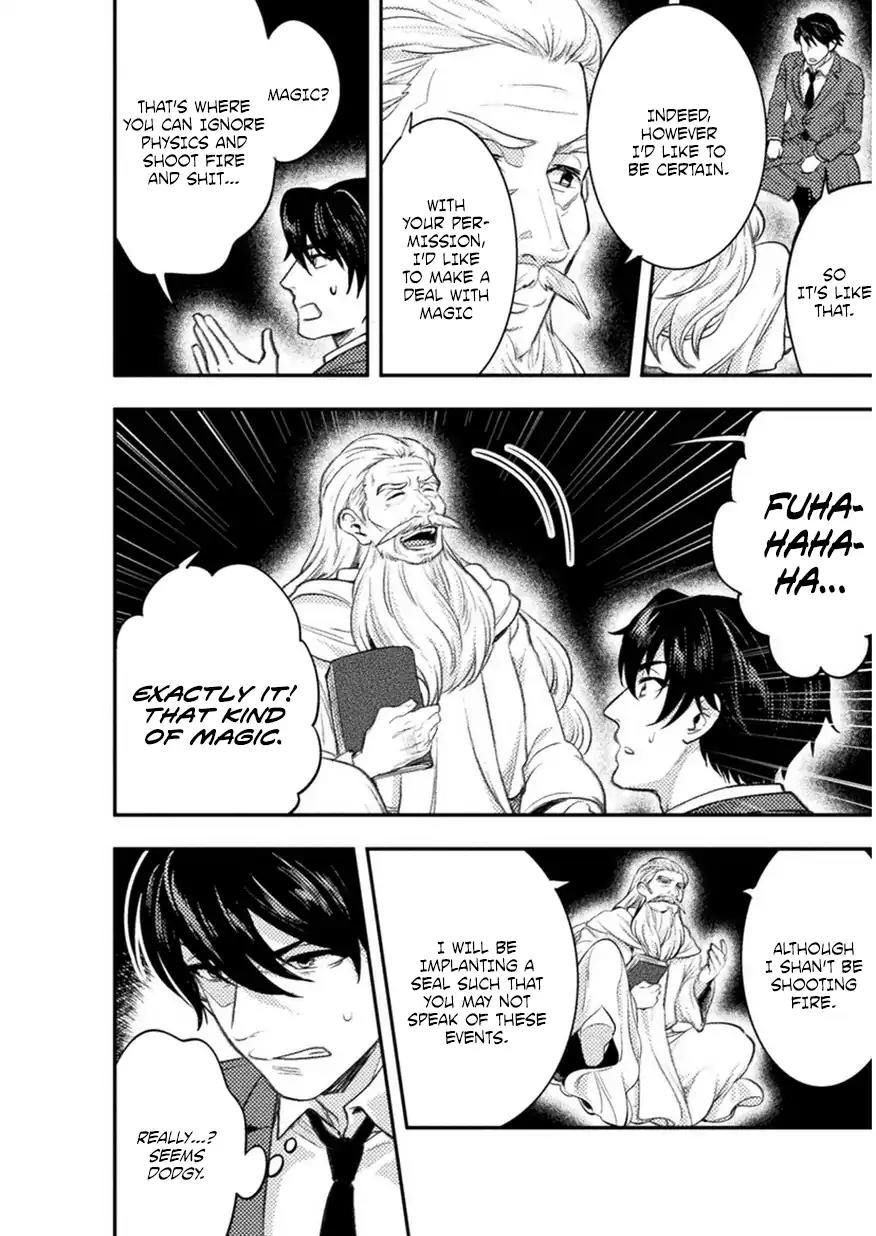 SO
IT'S LIKE
THAT.
INDEED,
HOWEVER
I'D LIKE TO
BE CERTAIN.
WITH
YOUR PER-
MISSION,
I'D LIKE
TO MAKE A
DEAL WITH
MAGIC
MAGIC?
THAT'S WHERE
YOU CAN IGNORE
PHYSICS AND
SHOOT FIRE
AND SHIT...
FUHA-
HAHA-
HA...
EXACTLY IT!
THAT KIND
OF MAGIC.
ALTHOUGH
I SHAN'T BE
SHOOTING
FIRE.
I WILL BE
IMPLANTING A
SEAL SUCH THAT
YOU MAY NOT
SPEAK OF THESE
EVENTS.
REALLY...?
SEEMS
DODGY.